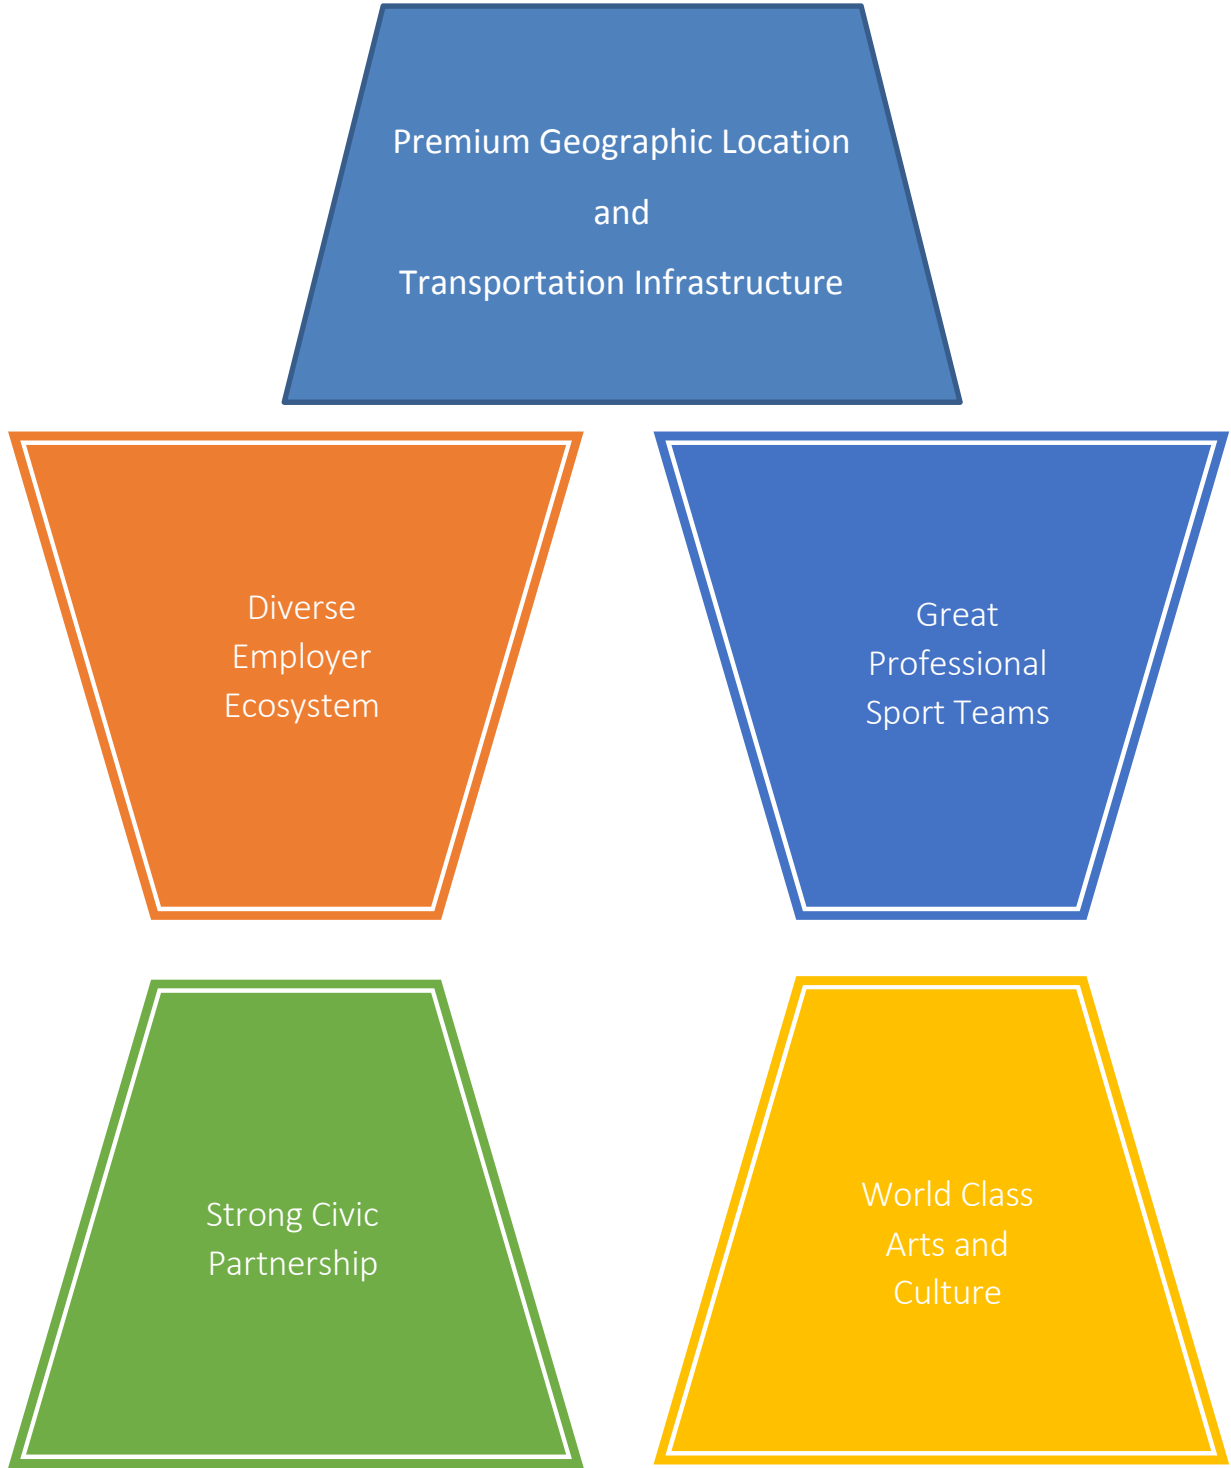 Premium Geographic Location
and
Transportation Infrastructure
Diverse
Employer
Ecosystem
Great
Professional
Sport Teams
Strong Civic
Partnership
World Class
Arts and
Culture